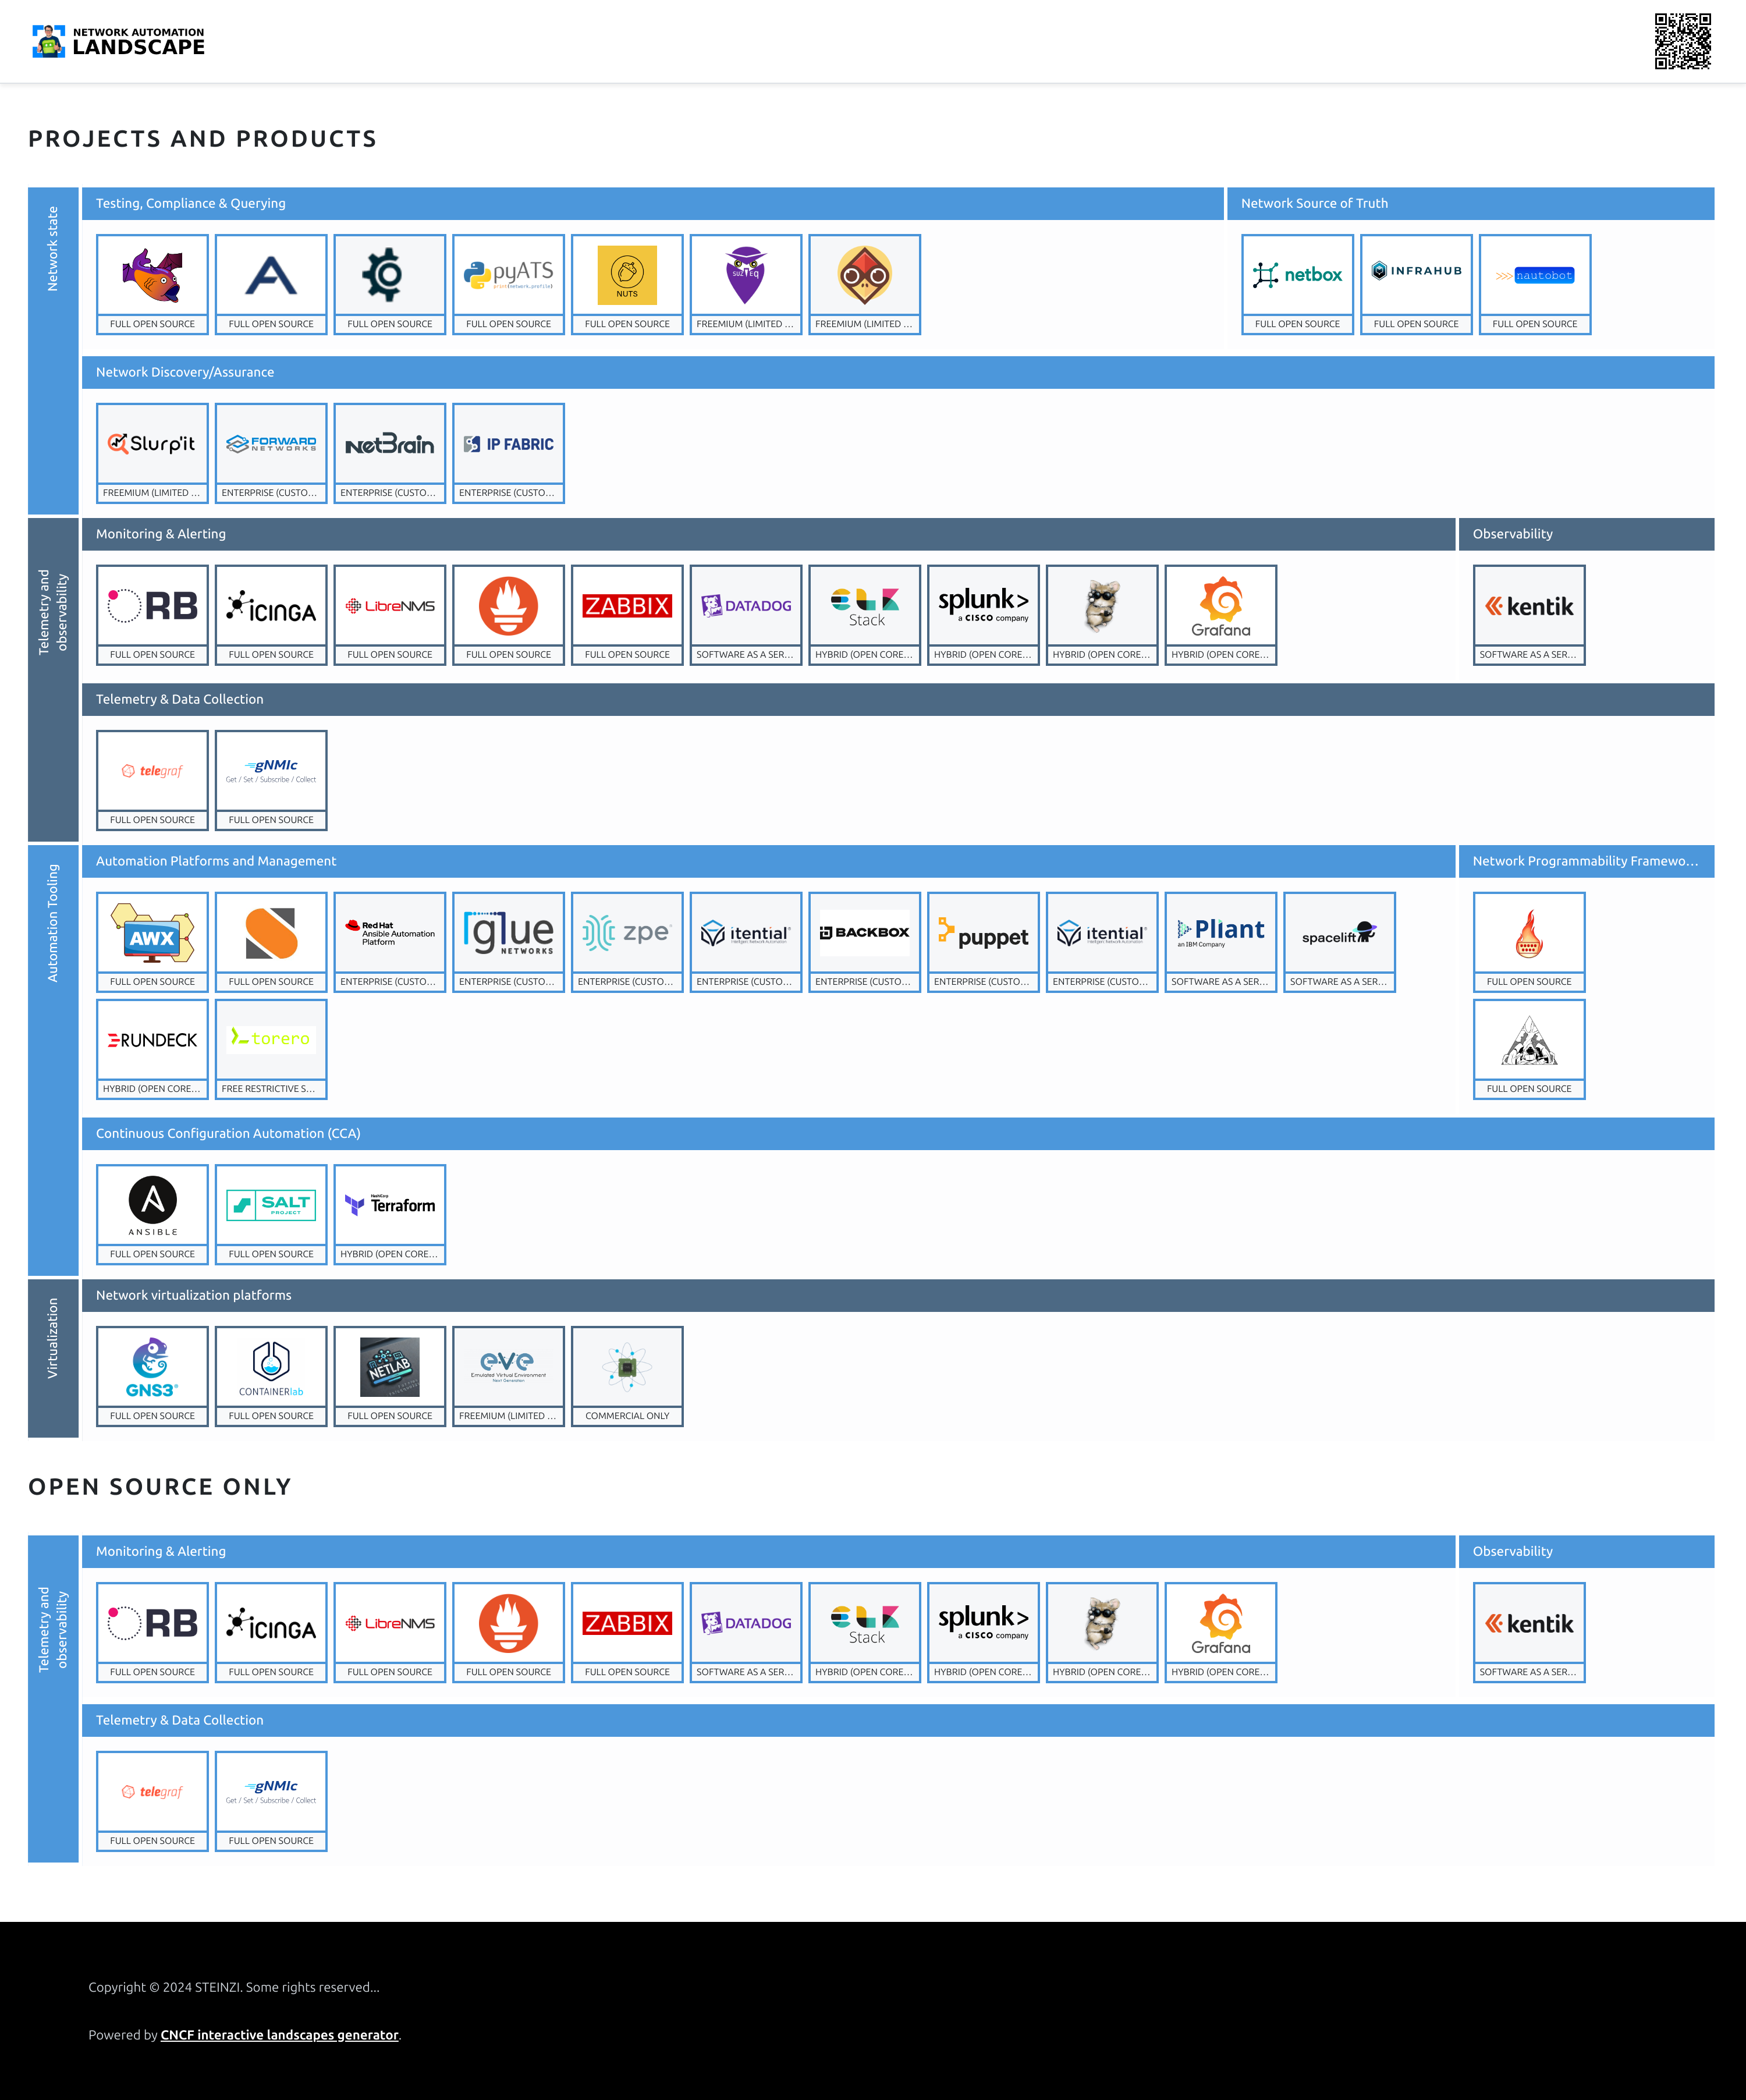 NETWORK AUTOMATION
LANDSCAPE
PROJECTS AND PRODUCTS
Network state
Testing, Compliance & Querying
Network Source of Truth
pyATS
print(network.profile)
NUTS
SUZIEQ
netbox
INFRAHUB
>>> nautobot
FULL OPEN SOURCE
FULL OPEN SOURCE
FULL OPEN SOURCE
FULL OPEN SOURCE
FULL OPEN SOURCE
FREEMIUM (LIMITED ...
FREEMIUM (LIMITED ...
FULL OPEN SOURCE
FULL OPEN SOURCE
FULL OPEN SOURCE
Network Discovery/Assurance
Slurp'it
FORWARD
NETWORKS
NetBrain
IP FABRIC
FREEMIUM (LIMITED ...
ENTERPRISE (CUSTO...
ENTERPRISE (CUSTO...
ENTERPRISE (CUSTO...
Telemetry and
observability
Monitoring & Alerting
Observability
ORB
ICINGA
LibreNMS
ZABBIX
DATADOG
ELK
Stack
splunk>
a CISCO company
Grafana
kentik
FULL OPEN SOURCE
FULL OPEN SOURCE
FULL OPEN SOURCE
FULL OPEN SOURCE
FULL OPEN SOURCE
SOFTWARE AS A SER...
HYBRID (OPEN CORE...
HYBRID (OPEN CORE...
HYBRID (OPEN CORE...
HYBRID (OPEN CORE...
SOFTWARE AS A SER...
Telemetry & Data Collection
telegraf
gNMIc
Get / Set / Subscribe / Collect
FULL OPEN SOURCE
FULL OPEN SOURCE
Automation Tooling
Automation Platforms and Management
Network Programmability Framewo...
AWX
Red Hat
Ansible Automation
Platform
glue
NETWORKS
zpe
itential
Intelligent Network Automation
BACKBOX
puppet
itential
Intelligent Network Automation
Pliant
an IBM Company
spacelift
FULL OPEN SOURCE
FULL OPEN SOURCE
ENTERPRISE (CUSTO...
ENTERPRISE (CUSTO...
ENTERPRISE (CUSTO...
ENTERPRISE (CUSTO...
ENTERPRISE (CUSTO...
ENTERPRISE (CUSTO...
ENTERPRISE (CUSTO...
SOFTWARE AS A SER...
SOFTWARE AS A SER...
FULL OPEN SOURCE
RUNDECK
torero
HYBRID (OPEN CORE...
FREE RESTRICTIVE S...
FULL OPEN SOURCE
Continuous Configuration Automation (CCA)
ANSIBLE
SALT
PROJECT
HashiCorp
Terraform
FULL OPEN SOURCE
FULL OPEN SOURCE
HYBRID (OPEN CORE...
Virtualization
Network virtualization platforms
GNS3
CONTAINERlab
NETLAB
eve
Emulated Virtual Environment
Next Generation
FULL OPEN SOURCE
FULL OPEN SOURCE
FULL OPEN SOURCE
FREEMIUM (LIMITED ...
COMMERCIAL ONLY
OPEN SOURCE ONLY
Telemetry and
observability
Monitoring & Alerting
Observability
ORB
ICINGA
LibreNMS
ZABBIX
DATADOG
ELK
Stack
splunk>
a CISCO company
Grafana
kentik
FULL OPEN SOURCE
FULL OPEN SOURCE
FULL OPEN SOURCE
FULL OPEN SOURCE
FULL OPEN SOURCE
SOFTWARE AS A SER...
HYBRID (OPEN CORE...
HYBRID (OPEN CORE...
HYBRID (OPEN CORE...
HYBRID (OPEN CORE...
SOFTWARE AS A SER...
Telemetry & Data Collection
telegraf
gNMIc
Get / Set / Subscribe / Collect
FULL OPEN SOURCE
FULL OPEN SOURCE
Copyright © 2024 STEINZI. Some rights reserved...
Powered by CNCF interactive landscapes generator.